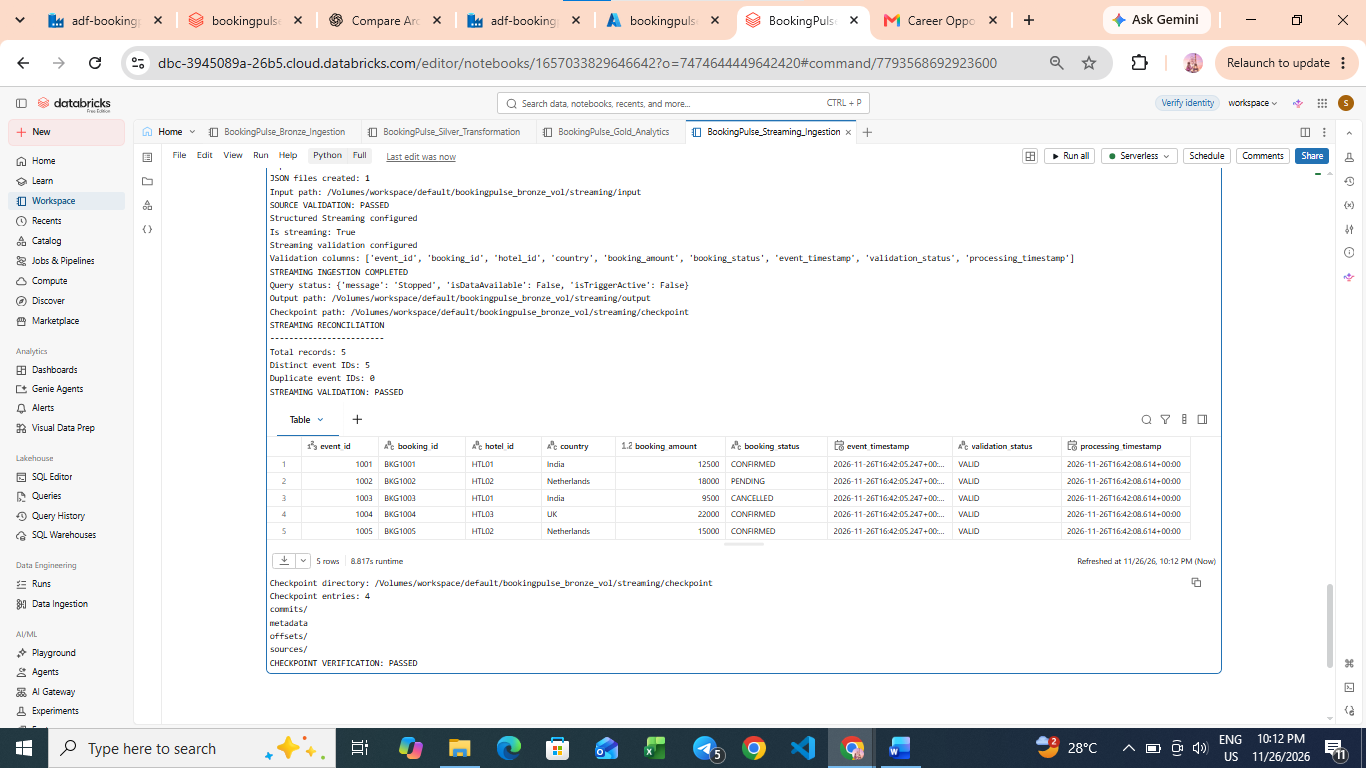 adf-booking
bookingpulse
Compare Arc
adf-booking
bookingpulse
BookingPulse
Career Oppo
Ask Gemini
dbc-3945089a-26b5.cloud.databricks.com/editor/notebooks/1657033829646642?o=7474644449642420#command/7793568692923600
Relaunch to update
databricks
Free Edition
Search data, notebooks, recents, and more...
CTRL + P
Verify identity
workspace
S
New
Home
Learn
Workspace
Recents
Catalog
Jobs & Pipelines
Compute
Discover
Marketplace
Analytics
Dashboards
Genie Agents
Alerts
Visual Data Prep
Lakehouse
SQL Editor
Queries
Query History
SQL Warehouses
Data Engineering
Runs
Data Ingestion
AI/ML
Playground
Agents
AI Gateway
Experiments
Home
BookingPulse_Bronze_Ingestion
BookingPulse_Silver_Transformation
BookingPulse_Gold_Analytics
BookingPulse_Streaming_Ingestion
File Edit View Run Help Python Full Last edit was now
Run all
Serverless
Schedule
Comments
Share
JSON files created: 1
Input path: /Volumes/workspace/default/bookingpulse_bronze_vol/streaming/input
SOURCE VALIDATION: PASSED
Structured Streaming configured
Is streaming: True
Streaming validation configured
Validation columns: ['event_id', 'booking_id', 'hotel_id', 'country', 'booking_amount', 'booking_status', 'event_timestamp', 'validation_status', 'processing_timestamp']
STREAMING INGESTION COMPLETED
Query status: {'message': 'Stopped', 'isDataAvailable': False, 'isTriggerActive': False}
Output path: /Volumes/workspace/default/bookingpulse_bronze_vol/streaming/output
Checkpoint path: /Volumes/workspace/default/bookingpulse_bronze_vol/streaming/checkpoint
STREAMING RECONCILIATION
------------------------
Total records: 5
Distinct event IDs: 5
Duplicate event IDs: 0
STREAMING VALIDATION: PASSED
Table
event_id booking_id hotel_id country 1.2 booking_amount booking_status event_timestamp validation_status processing_timestamp
1 1001 BKG1001 HTL01 India 12500 CONFIRMED 2026-11-26T16:42:05.247+00:... VALID 2026-11-26T16:42:08.614+00:00
2 1002 BKG1002 HTL02 Netherlands 18000 PENDING 2026-11-26T16:42:05.247+00:... VALID 2026-11-26T16:42:08.614+00:00
3 1003 BKG1003 HTL01 India 9500 CANCELLED 2026-11-26T16:42:05.247+00:... VALID 2026-11-26T16:42:08.614+00:00
4 1004 BKG1004 HTL03 UK 22000 CONFIRMED 2026-11-26T16:42:05.247+00:... VALID 2026-11-26T16:42:08.614+00:00
5 1005 BKG1005 HTL02 Netherlands 15000 CONFIRMED 2026-11-26T16:42:05.247+00:... VALID 2026-11-26T16:42:08.614+00:00
5 rows
8.817s runtime
Refreshed at 11/26/26, 10:12 PM (Now)
Checkpoint directory: /Volumes/workspace/default/bookingpulse_bronze_vol/streaming/checkpoint
Checkpoint entries: 4
commits/
metadata
offsets/
sources/
CHECKPOINT VERIFICATION: PASSED
Type here to search
5
2
28°C
ENG
US
10:12 PM
11/26/2026
11